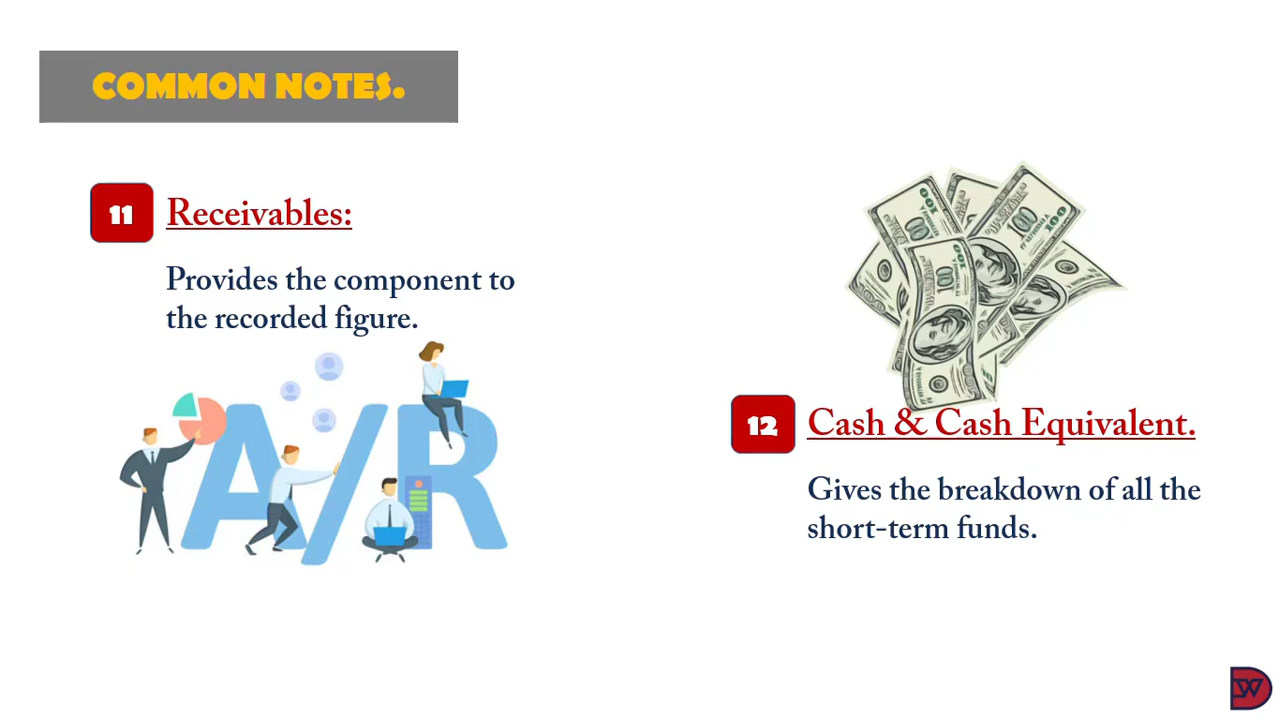 COMMON NOTES.
11 Receivables:
Provides the component to
the recorded figure.
A/R
12 Cash & Cash Equivalent.
Gives the breakdown of all the
short-term funds.